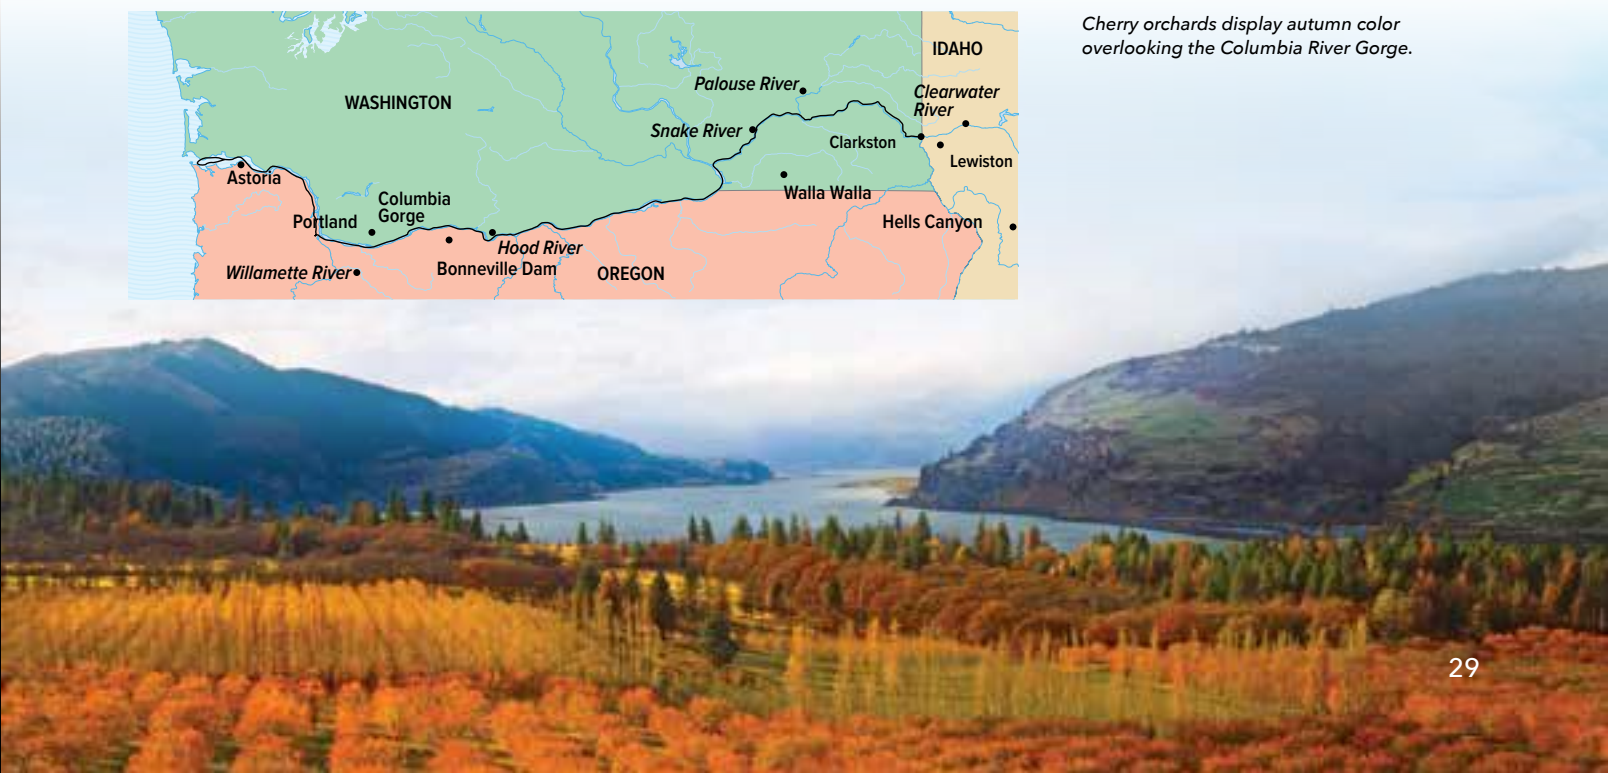 Cherry orchards display autumn color
overlooking the Columbia River Gorge.
IDAHO
WASHINGTON
Palouse River
Clearwater
River
Snake River
Clarkston
Lewiston
Astoria
Walla Walla
Columbia
Gorge
Portland
Hells Canyon
Hood River
Willamette River
Bonneville Dam
OREGON
29